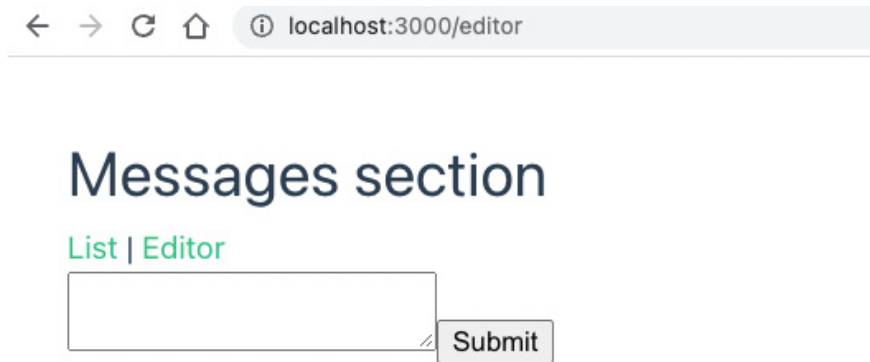 localhost:3000/editor
Messages section
List | Editor
Submit